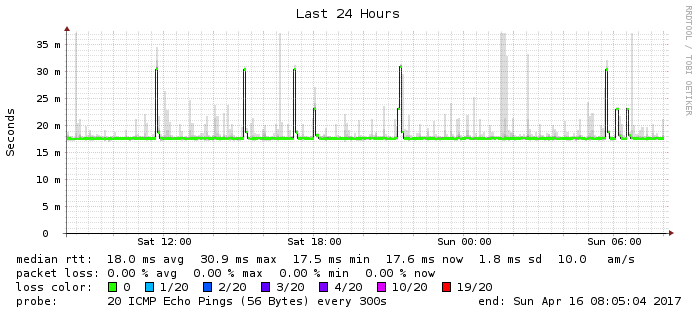 Last 24 Hours
RRDTOOL / TOBI OETIKER
Seconds
35 m
30 m
25 m
20 m
15 m
10 m
5 m
0
Sat 12:00 Sat 18:00 Sun 00:00 Sun 06:00
median rtt: 18.0 ms avg 30.9 ms max 17.5 ms min 17.6 ms now 1.8 ms sd 10.0 am/s
packet loss: 0.00 % avg 0.00 % max 0.00 % min 0.00 % now
loss color: 0 1/20 2/20 3/20 4/20 10/20 19/20
probe: 20 ICMP Echo Pings (56 Bytes) every 300s end: Sun Apr 16 08:05:04 2017